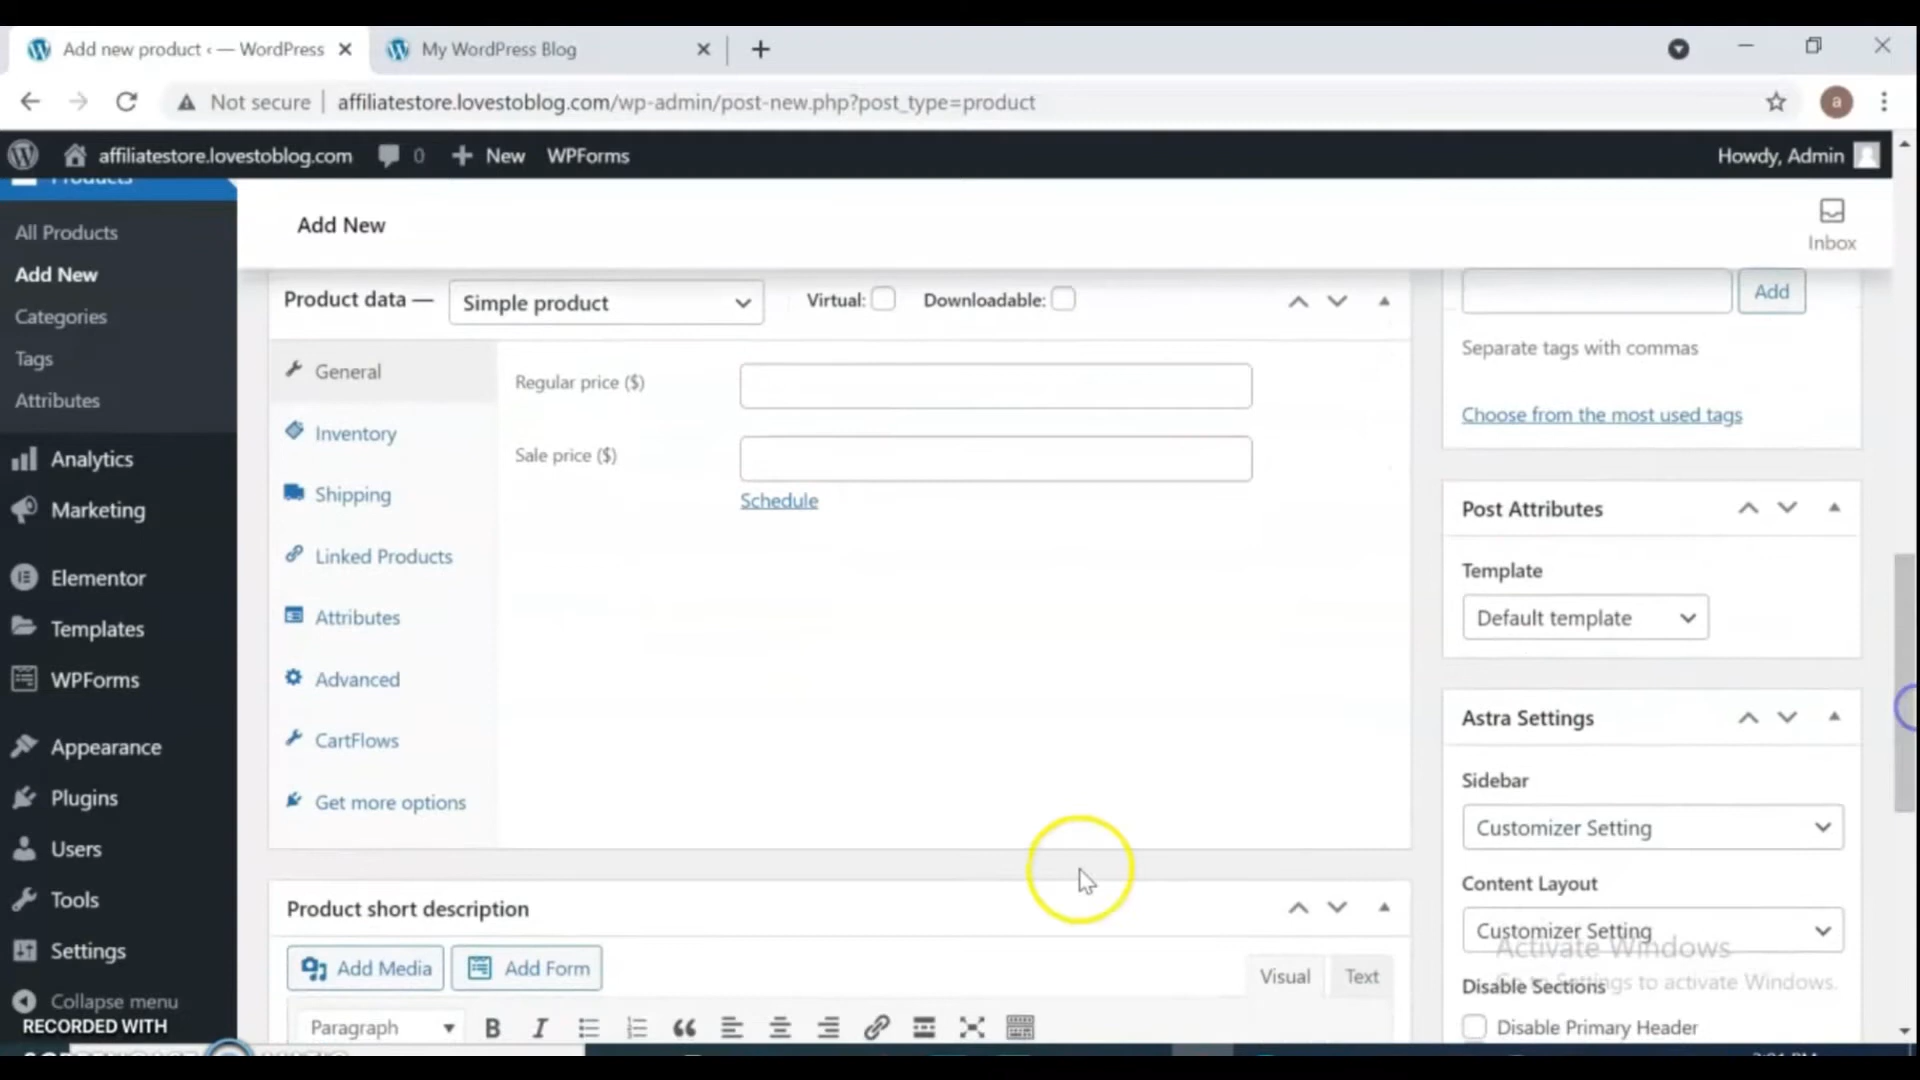 Add new product ‹ — WordPress
My WordPress Blog
Not secure
affiliatestore.lovestoblog.com/wp-admin/post-new.php?post_type=product
a
affiliatestore.lovestoblog.com
0
New
WPForms
Howdy, Admin
Products
All Products
Add New
Categories
Tags
Attributes
Analytics
Marketing
Elementor
Templates
WPForms
Appearance
Plugins
Users
Tools
Settings
Collapse menu
RECORDED WITH
Add New
Inbox
Product data —
Simple product
Virtual:
Downloadable:
General
Inventory
Shipping
Linked Products
Attributes
Advanced
CartFlows
Get more options
Regular price ($)
Sale price ($)
Schedule
Product short description
Add Media
Add Form
Visual
Text
Paragraph
B
I
Add
Separate tags with commas
Choose from the most used tags
Post Attributes
Template
Default template
Astra Settings
Sidebar
Customizer Setting
Content Layout
Customizer Setting
Activate Windows
Go to Settings to activate Windows.
Disable Sections
Disable Primary Header